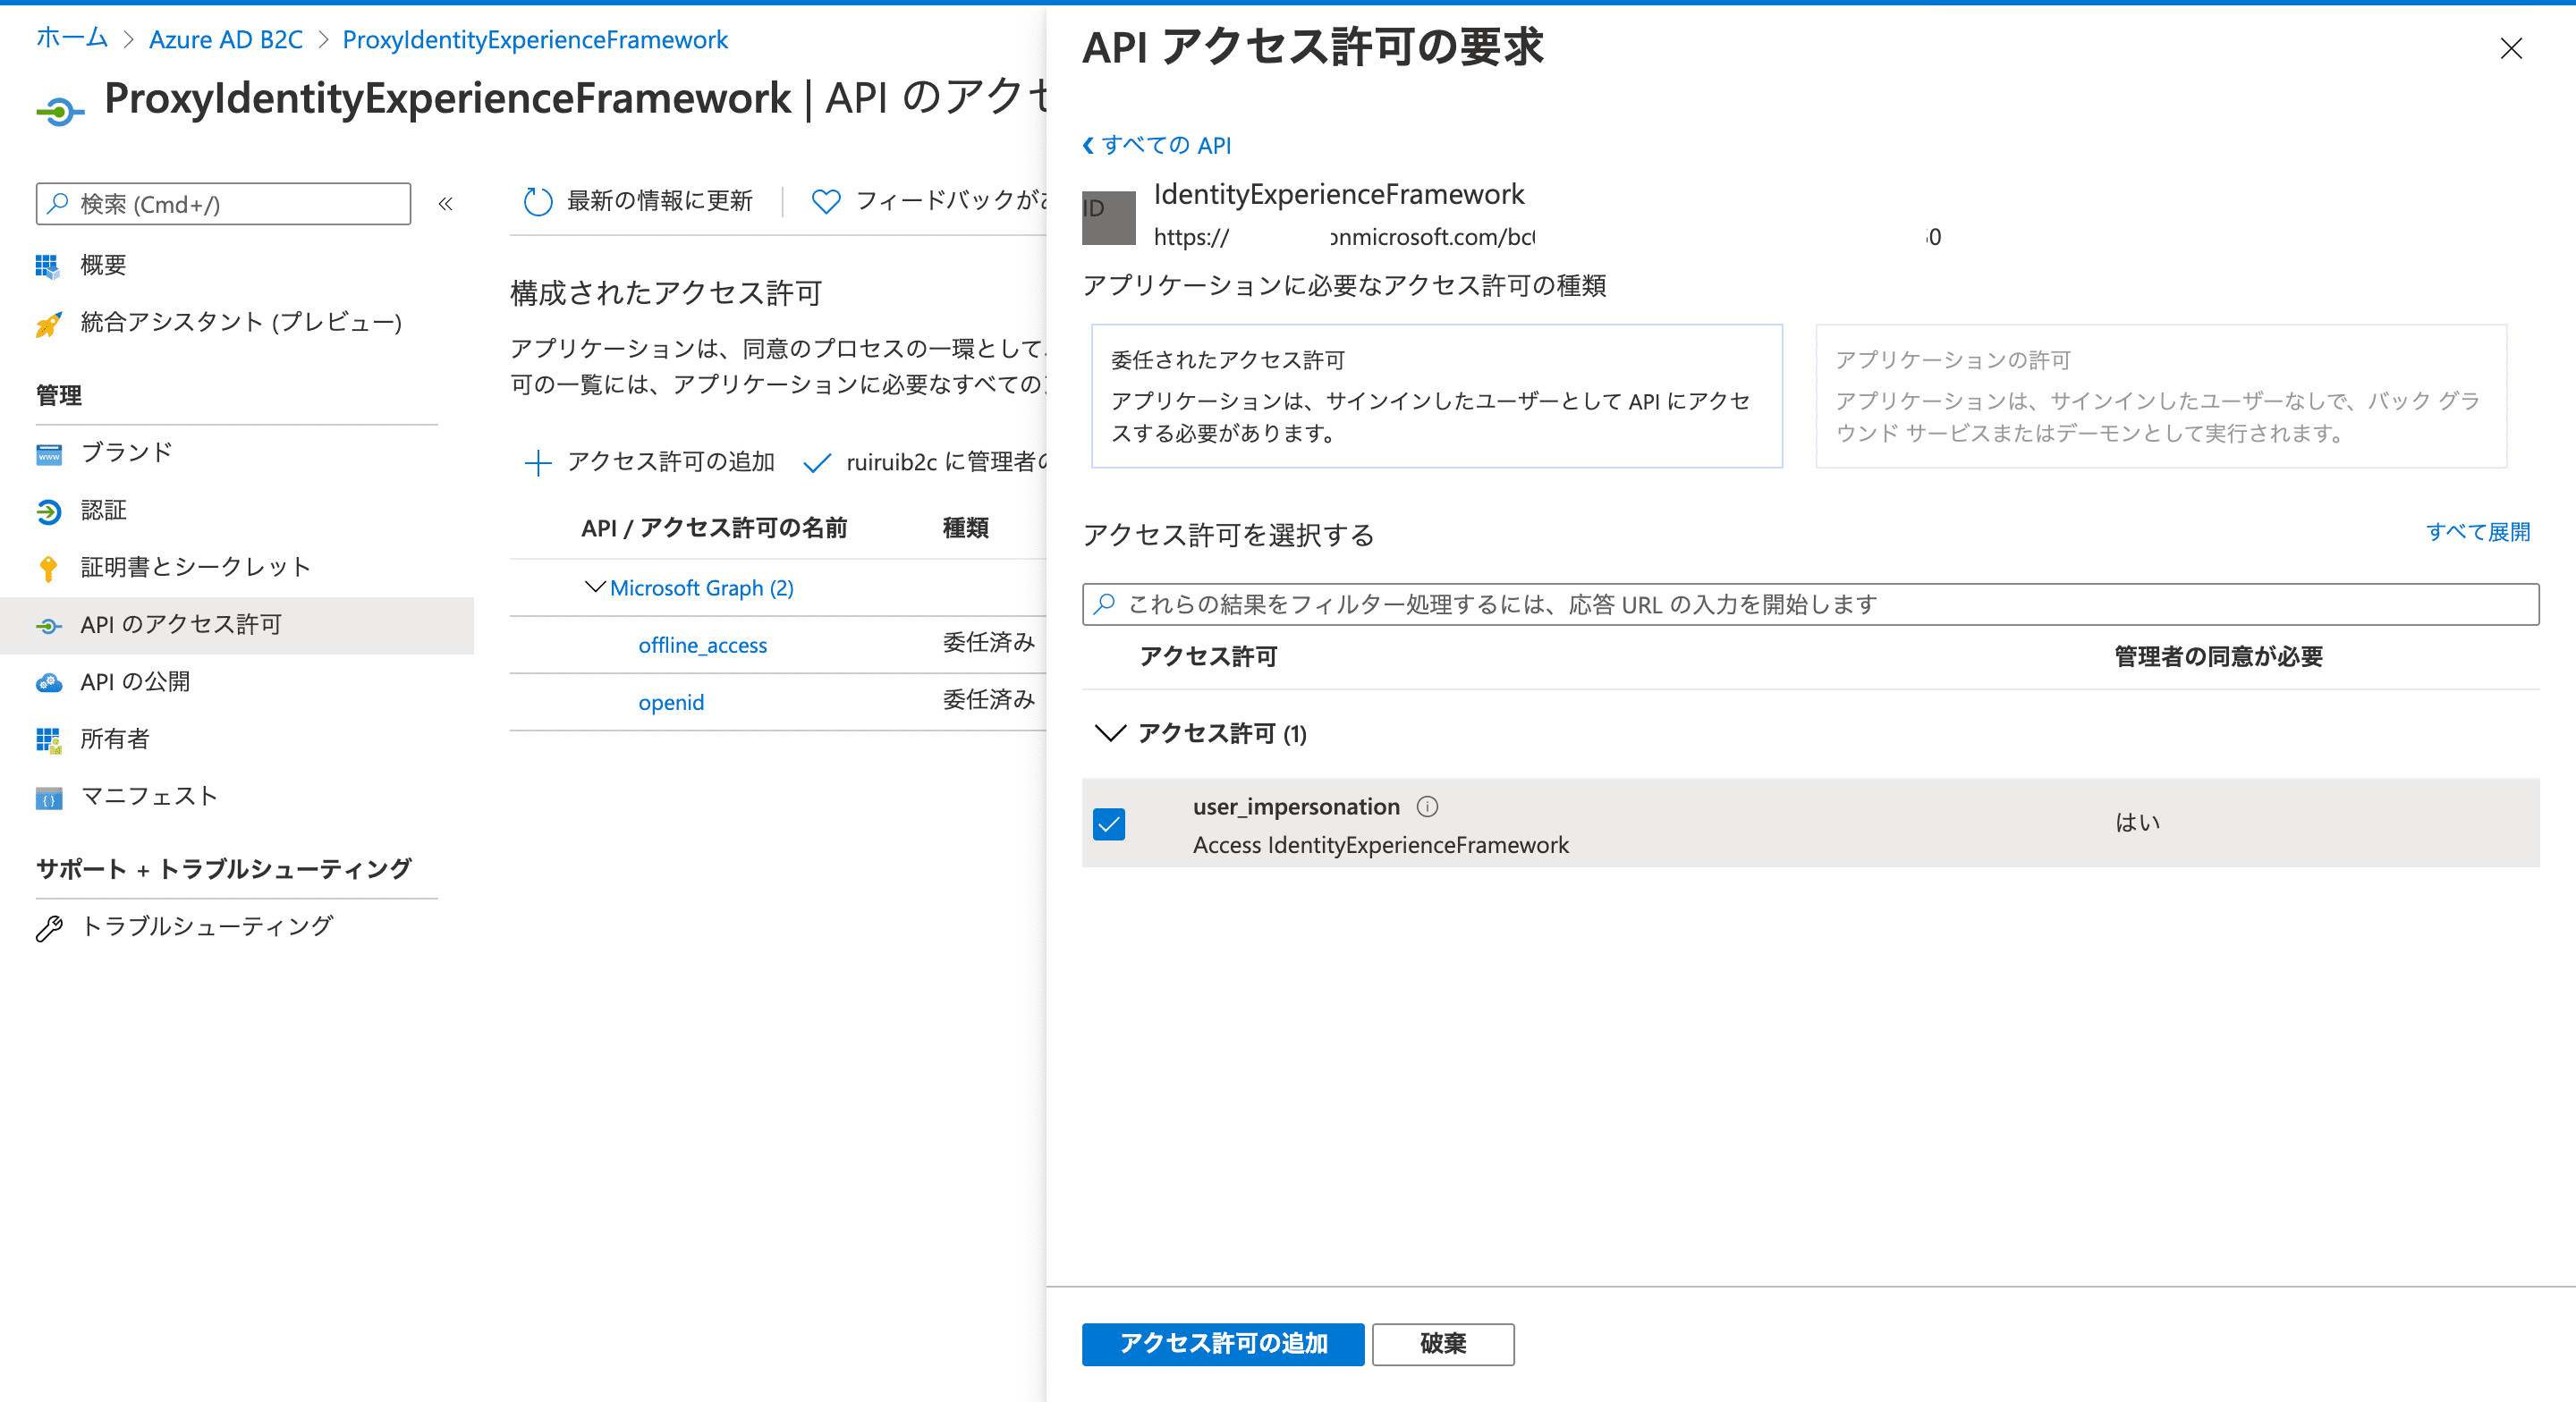 ホーム > Azure AD B2C > ProxyIdentityExperienceFramework
ProxyIdentityExperienceFramework | API のアクセ
検索 (Cmd+/)
«
概要
統合アシスタント (プレビュー)
管理
ブランド
認証
証明書とシークレット
API のアクセス許可
API の公開
所有者
マニフェスト
サポート + トラブルシューティング
トラブルシューティング
最新の情報に更新
フィードバックがあ
構成されたアクセス許可
アプリケーションは、同意のプロセスの一環として、
可の一覧には、アプリケーションに必要なすべての
アクセス許可の追加
ruiruib2c に管理者の
API / アクセス許可の名前 種類
Microsoft Graph (2)
offline_access 委任済み
openid 委任済み
API アクセス許可の要求
すべての API
ID
IdentityExperienceFramework
https:// onmicrosoft.com/bc 0
アプリケーションに必要なアクセス許可の種類
委任されたアクセス許可
アプリケーションは、サインインしたユーザーとして API にアクセ
スする必要があります。
アプリケーションの許可
アプリケーションは、サインインしたユーザーなしで、バック グラ
ウンド サービスまたはデーモンとして実行されます。
アクセス許可を選択する
すべて展開
これらの結果をフィルター処理するには、応答 URL の入力を開始します
アクセス許可 管理者の同意が必要
アクセス許可 (1)
user_impersonation
Access IdentityExperienceFramework
はい
アクセス許可の追加
破棄